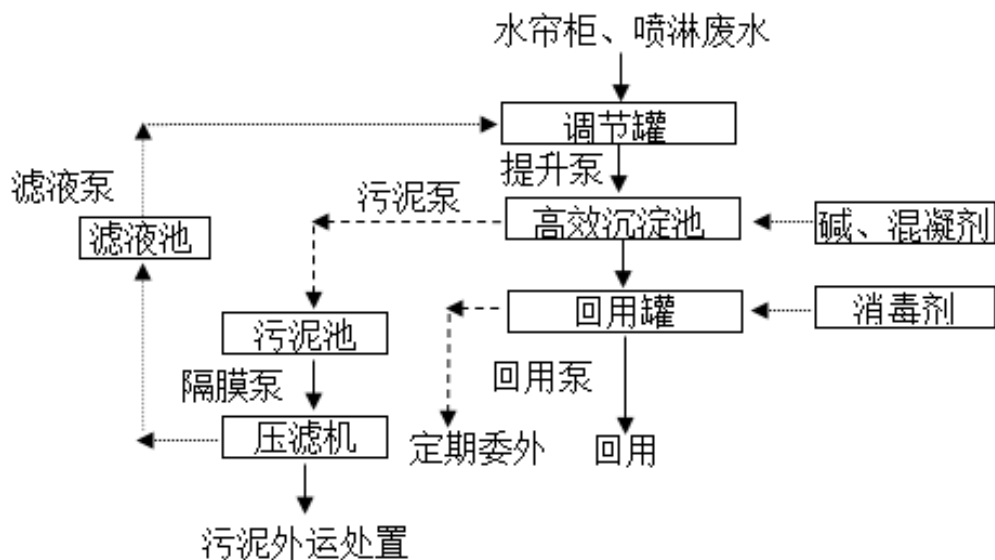 水帘柜、喷淋废水
调节罐
提升泵
滤液泵
污泥泵
滤液池
高效沉淀池
碱、混凝剂
污泥池
回用罐
消毒剂
隔膜泵
回用泵
压滤机
定期委外
回用
污泥外运处置